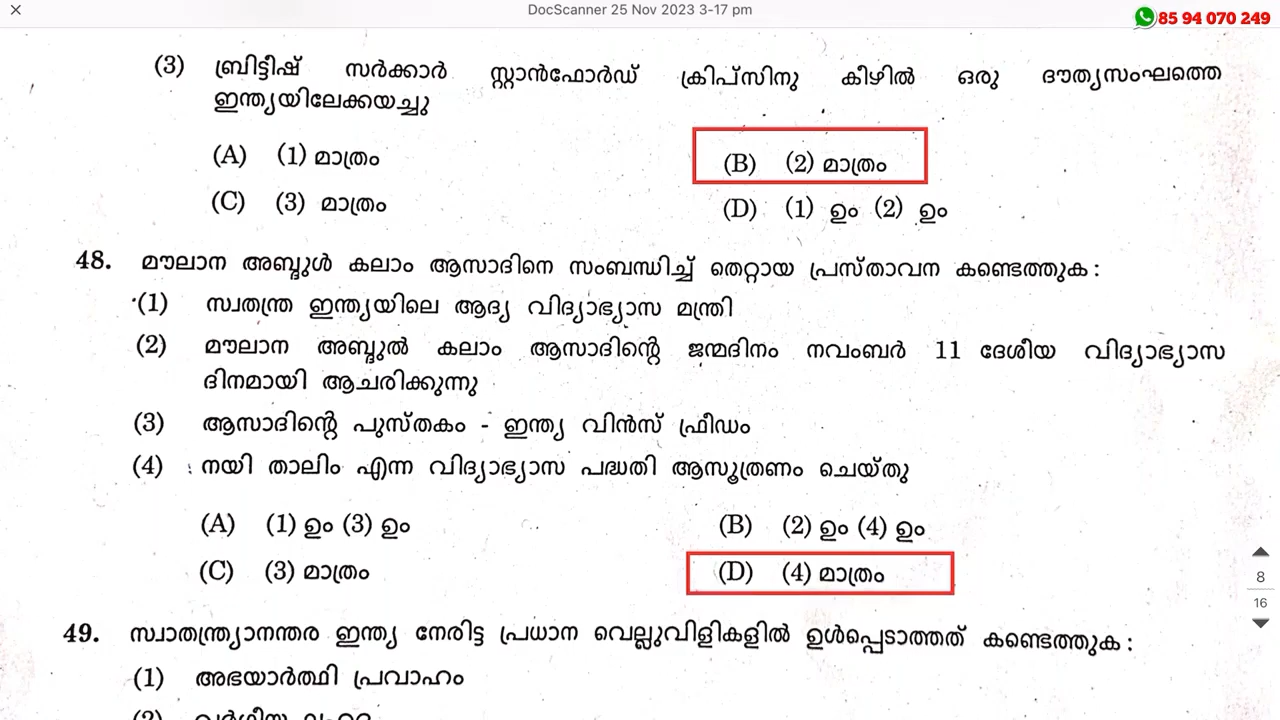 DocScanner 25 Nov 2023 3-17 pm
85 94 070 249
(3) ബ്രിട്ടീഷ് സർക്കാർ സ്റ്റാൻഫോർഡ് ക്രിപ്സിനു കീഴിൽ ഒരു ദൗത്യസംഘത്തെ
ഇന്ത്യയിലേക്കയച്ചു
(A) (1) മാത്രം (B) (2) മാത്രം
(C) (3) മാത്രം (D) (1) ഉം (2) ഉം
48. മൗലാന അബ്ദുൾ കലാം ആസാദിനെ സംബന്ധിച്ച് തെറ്റായ പ്രസ്താവന കണ്ടെത്തുക :
(1) സ്വതന്ത്ര ഇന്ത്യയിലെ ആദ്യ വിദ്യാഭ്യാസ മന്ത്രി
(2) മൗലാന അബ്ദുൽ കലാം ആസാദിന്റെ ജന്മദിനം നവംബർ 11 ദേശീയ വിദ്യാഭ്യാസ
ദിനമായി ആചരിക്കുന്നു
(3) ആസാദിന്റെ പുസ്തകം - ഇന്ത്യ വിൻസ് ഫ്രീഡം
(4) നയി താലിം എന്ന വിദ്യാഭ്യാസ പദ്ധതി ആസൂത്രണം ചെയ്തു
(A) (1) ഉം (3) ഉം (B) (2) ഉം (4) ഉം
(C) (3) മാത്രം (D) (4) മാത്രം
8
16
49. സ്വാതന്ത്ര്യാനന്തര ഇന്ത്യ നേരിട്ട പ്രധാന വെല്ലുവിളികളിൽ ഉൾപ്പെടാത്തത് കണ്ടെത്തുക :
(1) അഭയാർത്ഥി പ്രവാഹം